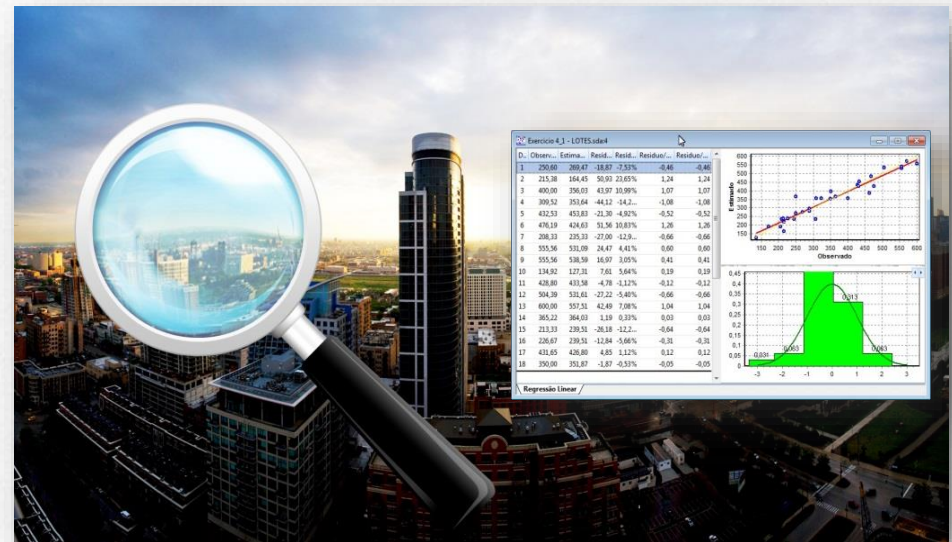 Exercicio 4_1 - LOTES.sde4
D.. Observ... Estima... Resíd... Resíd... Resíduo/... Resíduo/...
1 250,60 269,47 -18,87 -7,53% -0,46 -0,46
2 215,38 164,45 50,93 23,65% 1,24 1,24
3 400,00 356,03 43,97 10,99% 1,07 1,07
4 309,52 353,64 -44,12 -14,2... -1,08 -1,08
5 432,53 453,83 -21,30 -4,92% -0,52 -0,52
6 476,19 424,63 51,56 10,83% 1,26 1,26
7 208,33 235,33 -27,00 -12,9... -0,66 -0,66
8 555,56 531,09 24,47 4,41% 0,60 0,60
9 555,56 538,59 16,97 3,05% 0,41 0,41
10 134,92 127,31 7,61 5,64% 0,19 0,19
11 428,80 433,58 -4,78 -1,12% -0,12 -0,12
12 504,39 531,61 -27,22 -5,40% -0,66 -0,66
13 600,00 557,51 42,49 7,08% 1,04 1,04
14 365,22 364,03 1,19 0,33% 0,03 0,03
15 213,33 239,51 -26,18 -12,2... -0,64 -0,64
16 226,67 239,51 -12,84 -5,66% -0,31 -0,31
17 431,65 426,80 4,85 1,12% 0,12 0,12
18 350,00 351,87 -1,87 -0,53% -0,05 -0,05
Regressão Linear
Estimado
600
550
500
450
400
350
300
250
200
150
150 200 250 300 350 400 450 500 550 600
Observado
0,45
0,4
0,35
0,3
0,25
0,2
0,15
0,1
0,05
0
0,313
0,031
0,063
0,063
-3 -2 -1 0 1 2 3